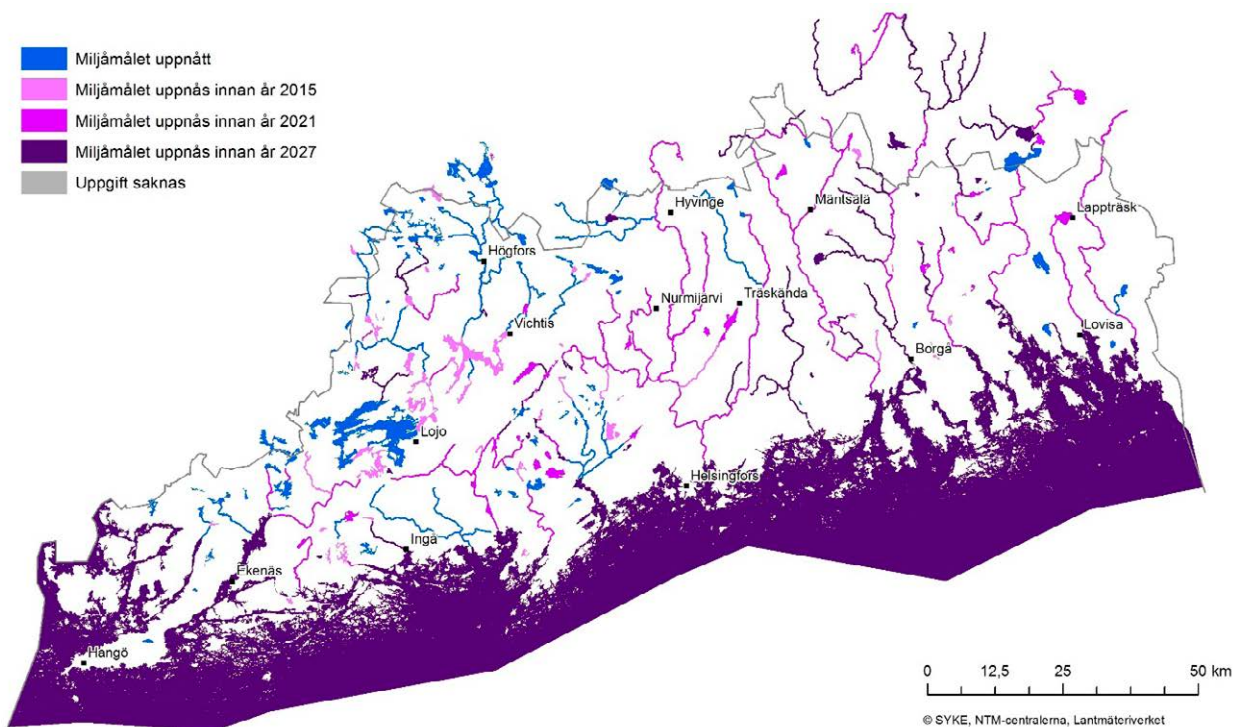 Miljåmålet uppnått
Miljåmålet uppnås innan år 2015
Miljåmålet uppnås innan år 2021
Miljåmålet uppnås innan år 2027
Uppgift saknas
Hyvinge
Mäntsälä
Lappträsk
Högfors
Nurmijärvi
Träskända
Vichtis
Lovisa
Borgå
Lojo
Helsingfors
Ingå
Ekenäs
Hangö
0 12,5 25 50 km
© SYKE, NTM-centralerna, Lantmäteriverket